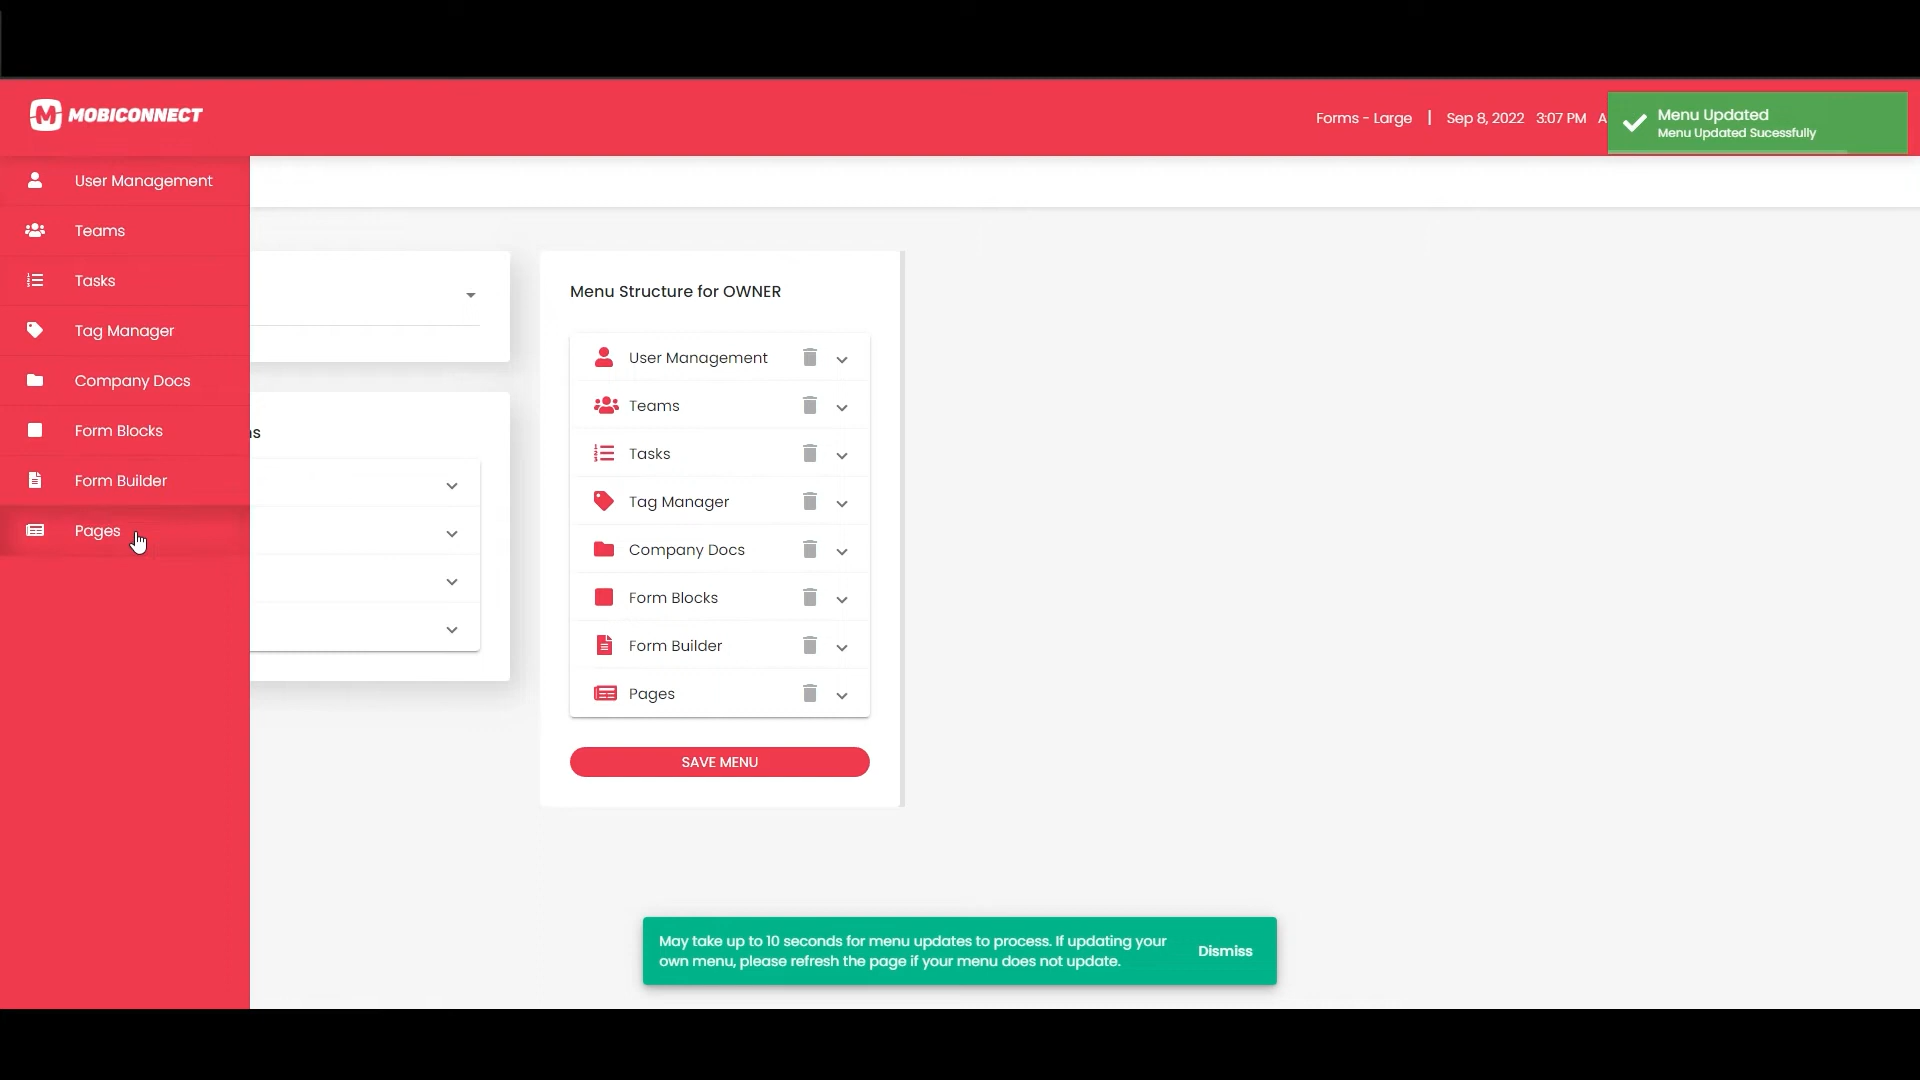 MOBICONNECT
Forms - Large | Sep 8, 2022 3:07 PM A
Menu Updated
Menu Updated Sucessfully
User Management
Teams
Tasks
Tag Manager
Company Docs
Form Blocks
Form Builder
Pages
ns
Menu Structure for OWNER
User Management
Teams
Tasks
Tag Manager
Company Docs
Form Blocks
Form Builder
Pages
SAVE MENU
May take up to 10 seconds for menu updates to process. If updating your
own menu, please refresh the page if your menu does not update.
Dismiss